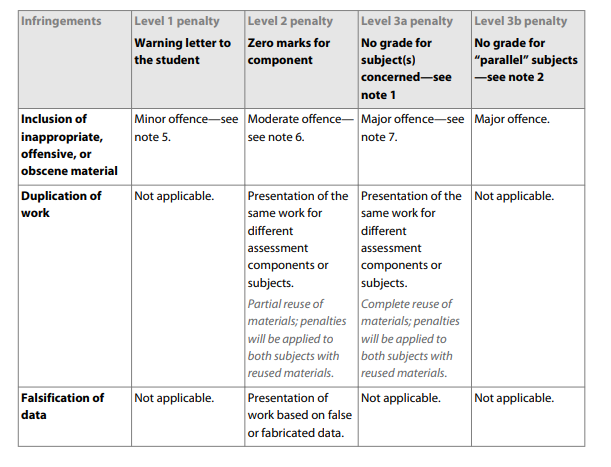 Infringements
Level 1 penalty
Warning letter to
the student
Level 2 penalty
Zero marks for
component
Level 3a penalty
No grade for
subject(s)
concerned—see
note 1
Level 3b penalty
No grade for
“parallel” subjects
—see note 2
Inclusion of
inappropriate,
offensive, or
obscene material
Minor offence—see
note 5.
Moderate offence—
see note 6.
Major offence—see
note 7.
Major offence.
Duplication of
work
Not applicable.
Presentation of the
same work for
different
assessment
components or
subjects.
Partial reuse of
materials; penalties
will be applied to
both subjects with
reused materials.
Presentation of the
same work for
different
assessment
components or
subjects.
Complete reuse of
materials; penalties
will be applied to
both subjects with
reused materials.
Not applicable.
Falsification of
data
Not applicable.
Presentation of
work based on false
or fabricated data.
Not applicable.
Not applicable.